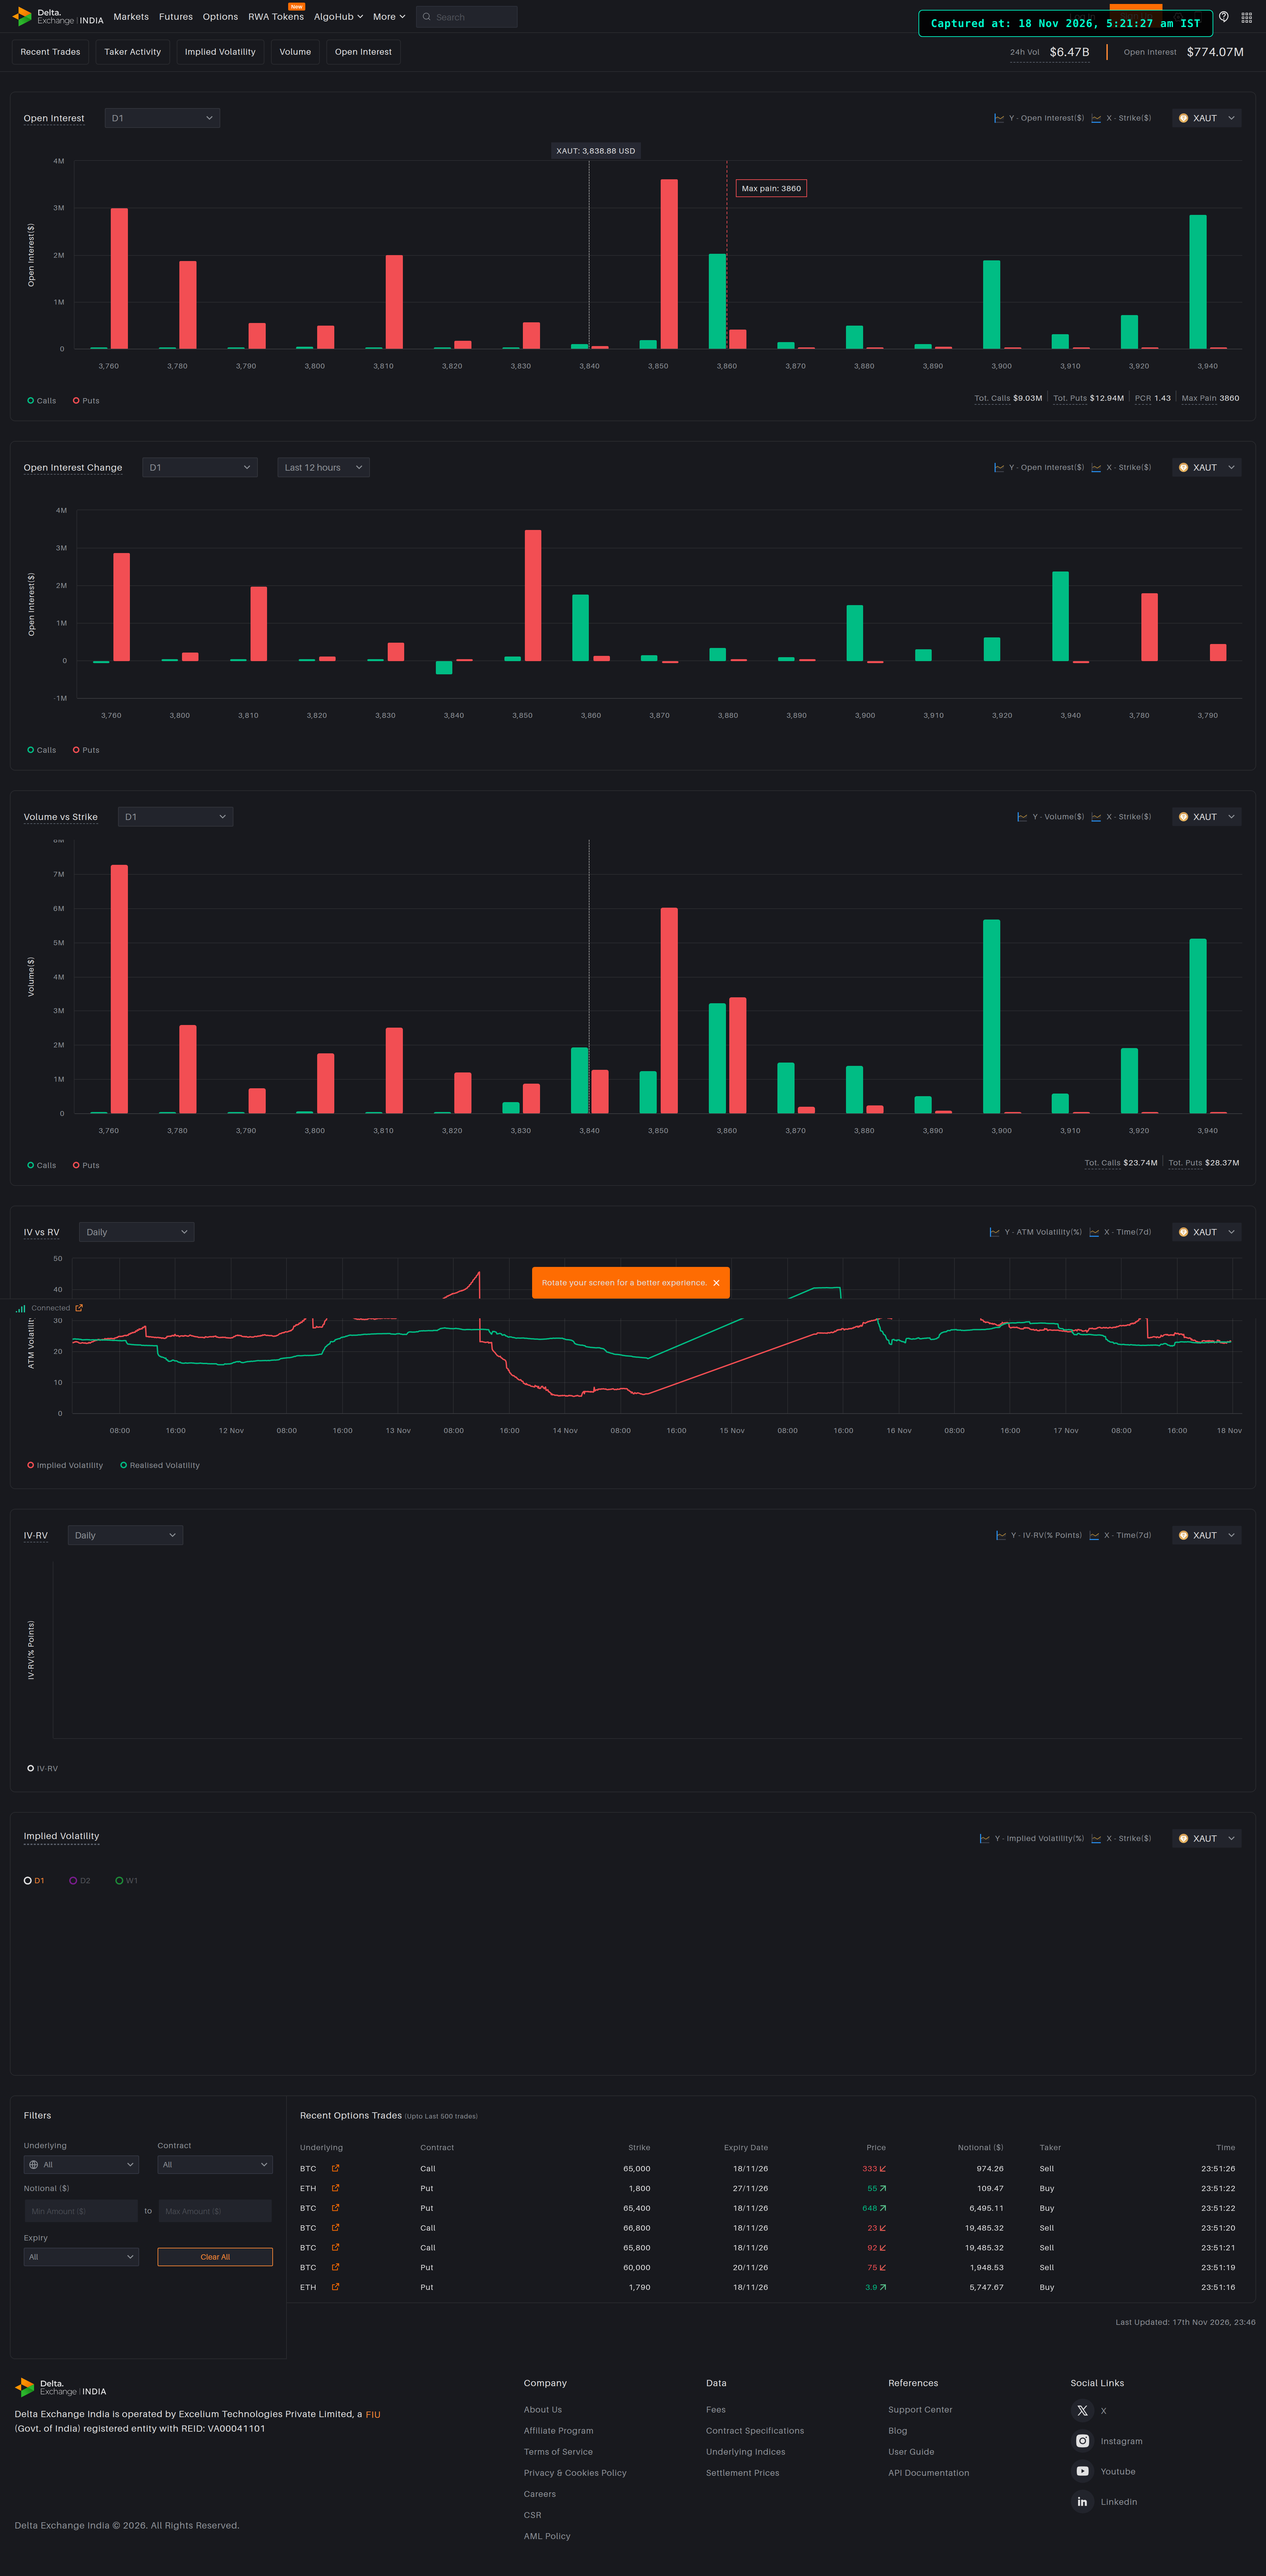 Delta.
Exchange | INDIA
Markets Futures Options RWA Tokens New AlgoHub More Search
Captured at: 18 Nov 2026, 5:21:27 am IST
Recent Trades Taker Activity Implied Volatility Volume Open Interest
24h Vol $6.47B Open Interest $774.07M
Open Interest D1 Y - Open Interest($) X - Strike($) XAUT
XAUT: 3,838.88 USD
Max pain: 3860
Open Interest($)
4M
3M
2M
1M
0
3,760 3,780 3,790 3,800 3,810 3,820 3,830 3,840 3,850 3,860 3,870 3,880 3,890 3,900 3,910 3,920 3,940
Calls Puts
Tot. Calls $9.03M Tot. Puts $12.94M PCR 1.43 Max Pain 3860
Open Interest Change D1 Last 12 hours Y - Open Interest($) X - Strike($) XAUT
Open Interest($)
4M
3M
2M
1M
0
-1M
3,760 3,800 3,810 3,820 3,830 3,840 3,850 3,860 3,870 3,880 3,890 3,900 3,910 3,920 3,940 3,780 3,790
Calls Puts
Volume vs Strike D1 Y - Volume($) X - Strike($) XAUT
Volume($)
8M
7M
6M
5M
4M
3M
2M
1M
0
3,760 3,780 3,790 3,800 3,810 3,820 3,830 3,840 3,850 3,860 3,870 3,880 3,890 3,900 3,910 3,920 3,940
Calls Puts
Tot. Calls $23.74M Tot. Puts $28.37M
IV vs RV Daily Y - ATM Volatility(%) X - Time(7d) XAUT
50
40
Rotate your screen for a better experience.
Connected
ATM Volatilit
30
20
10
0
08:00 16:00 12 Nov 08:00 16:00 13 Nov 08:00 16:00 14 Nov 08:00 16:00 15 Nov 08:00 16:00 16 Nov 08:00 16:00 17 Nov 08:00 16:00 18 Nov
Implied Volatility Realised Volatility
IV-RV Daily Y - IV-RV(% Points) X - Time(7d) XAUT
IV-RV(% Points)
IV-RV
Implied Volatility Y - Implied Volatility(%) X - Strike($) XAUT
D1 D2 W1
Filters
Underlying Contract
All All
Notional ($)
Min Amount ($) to Max Amount ($)
Expiry
All Clear All
Recent Options Trades (Upto Last 500 trades)
Underlying Contract Strike Expiry Date Price Notional ($) Taker Time
BTC Call 65,000 18/11/26 333 974.26 Sell 23:51:26
ETH Put 1,800 27/11/26 55 109.47 Buy 23:51:22
BTC Put 65,400 18/11/26 648 6,495.11 Buy 23:51:22
BTC Call 66,800 18/11/26 23 19,485.32 Sell 23:51:20
BTC Call 65,800 18/11/26 92 19,485.32 Sell 23:51:21
BTC Put 60,000 20/11/26 75 1,948.53 Sell 23:51:19
ETH Put 1,790 18/11/26 3.9 5,747.67 Buy 23:51:16
Last Updated: 17th Nov 2026, 23:46
Delta.
Exchange | INDIA
Delta Exchange India is operated by Excelium Technologies Private Limited, a FIU
(Govt. of India) registered entity with REID: VA00041101
Delta Exchange India © 2026. All Rights Reserved.
Company
About Us
Affiliate Program
Terms of Service
Privacy & Cookies Policy
Careers
CSR
AML Policy
Data
Fees
Contract Specifications
Underlying Indices
Settlement Prices
References
Support Center
Blog
User Guide
API Documentation
Social Links
X
Instagram
Youtube
Linkedin